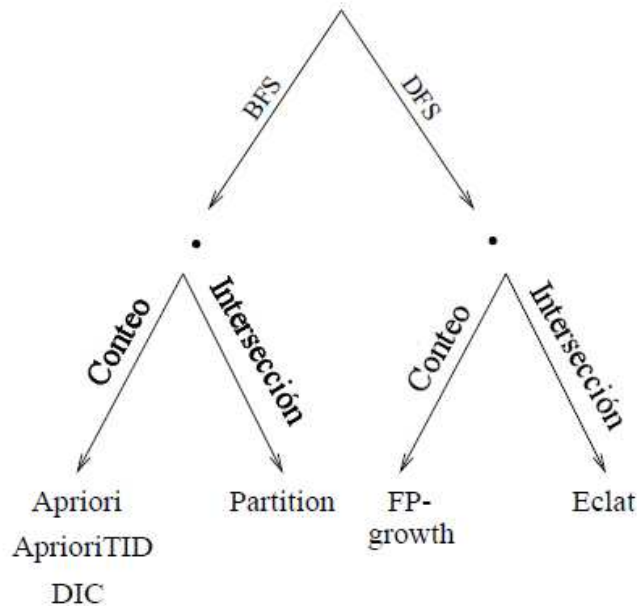 BFS
DFS
Conteo
Intersección
Conteo
Intersección
Apriori
AprioriTID
DIC
Partition
FP-
growth
Eclat